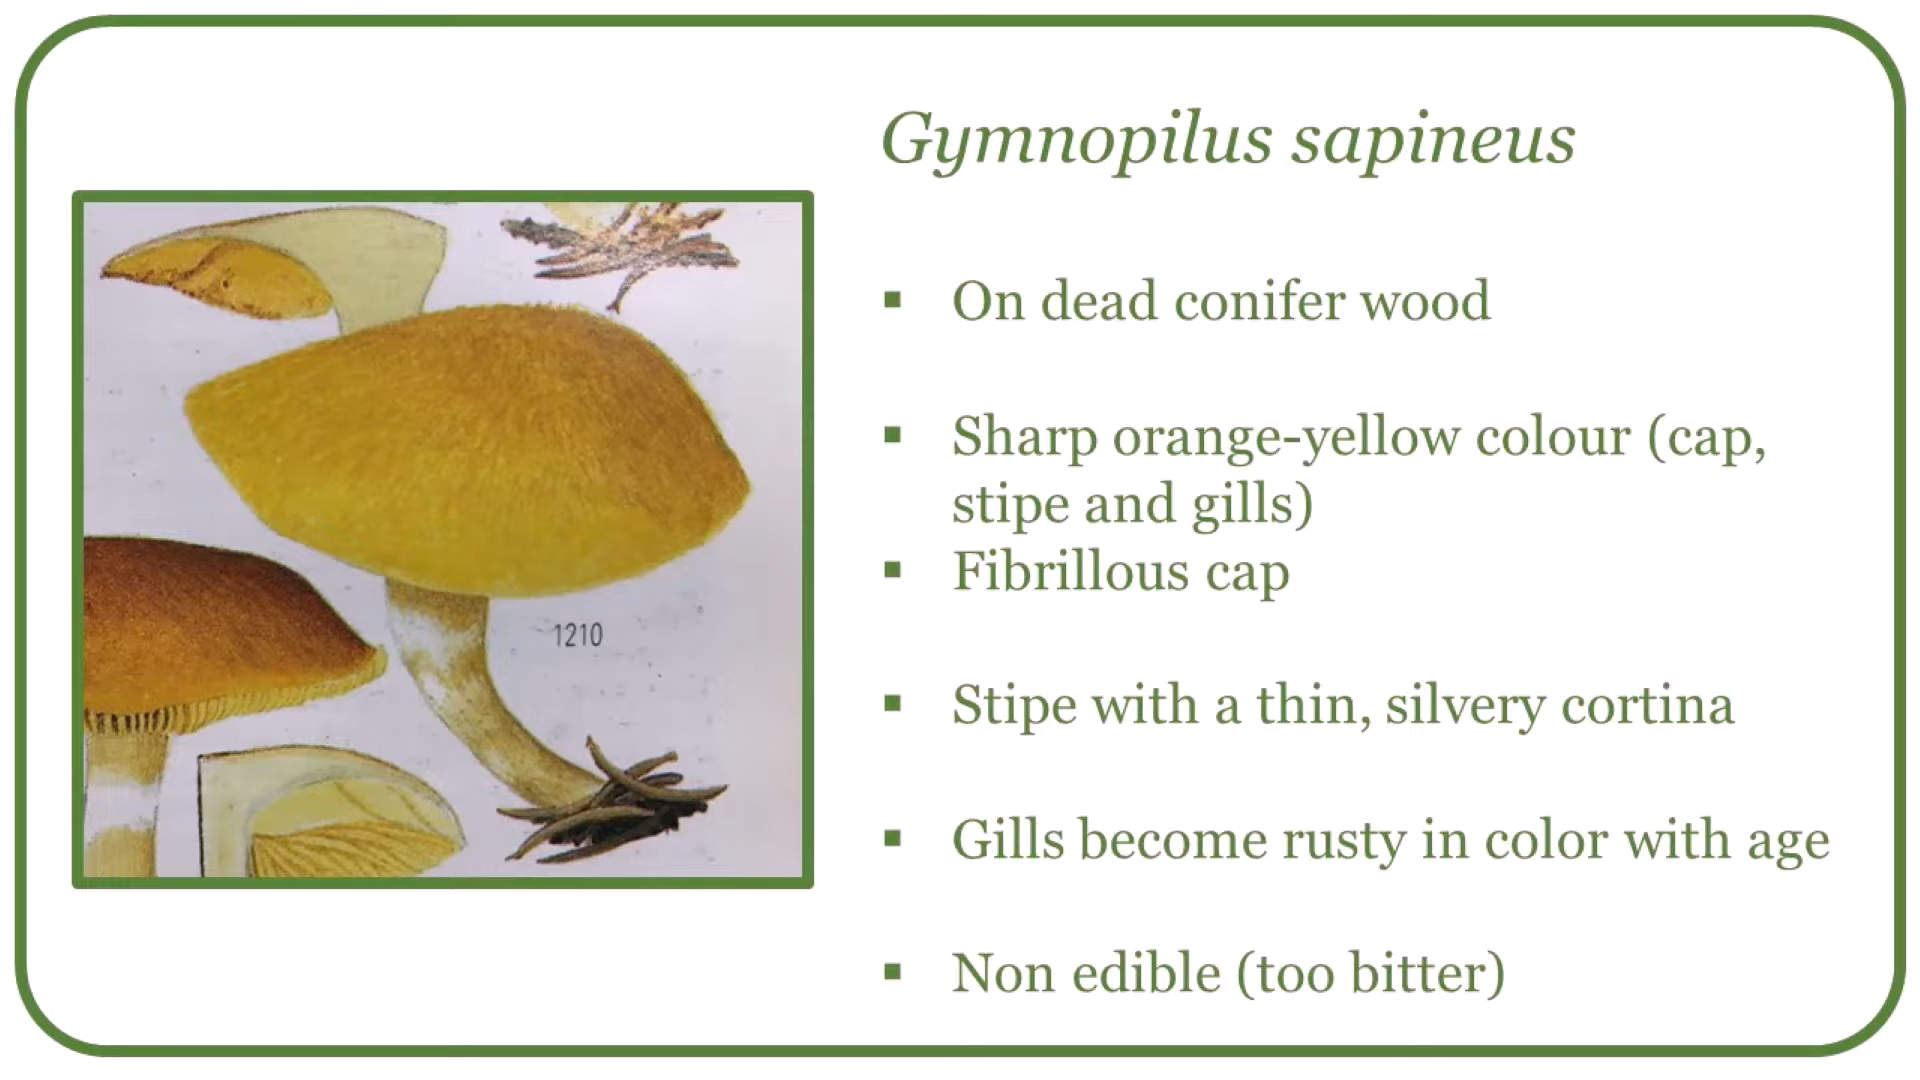 Gymnopilus sapineus
▪ On dead conifer wood
▪ Sharp orange-yellow colour (cap,
stipe and gills)
▪ Fibrillous cap
▪ Stipe with a thin, silvery cortina
▪ Gills become rusty in color with age
▪ Non edible (too bitter)
1210